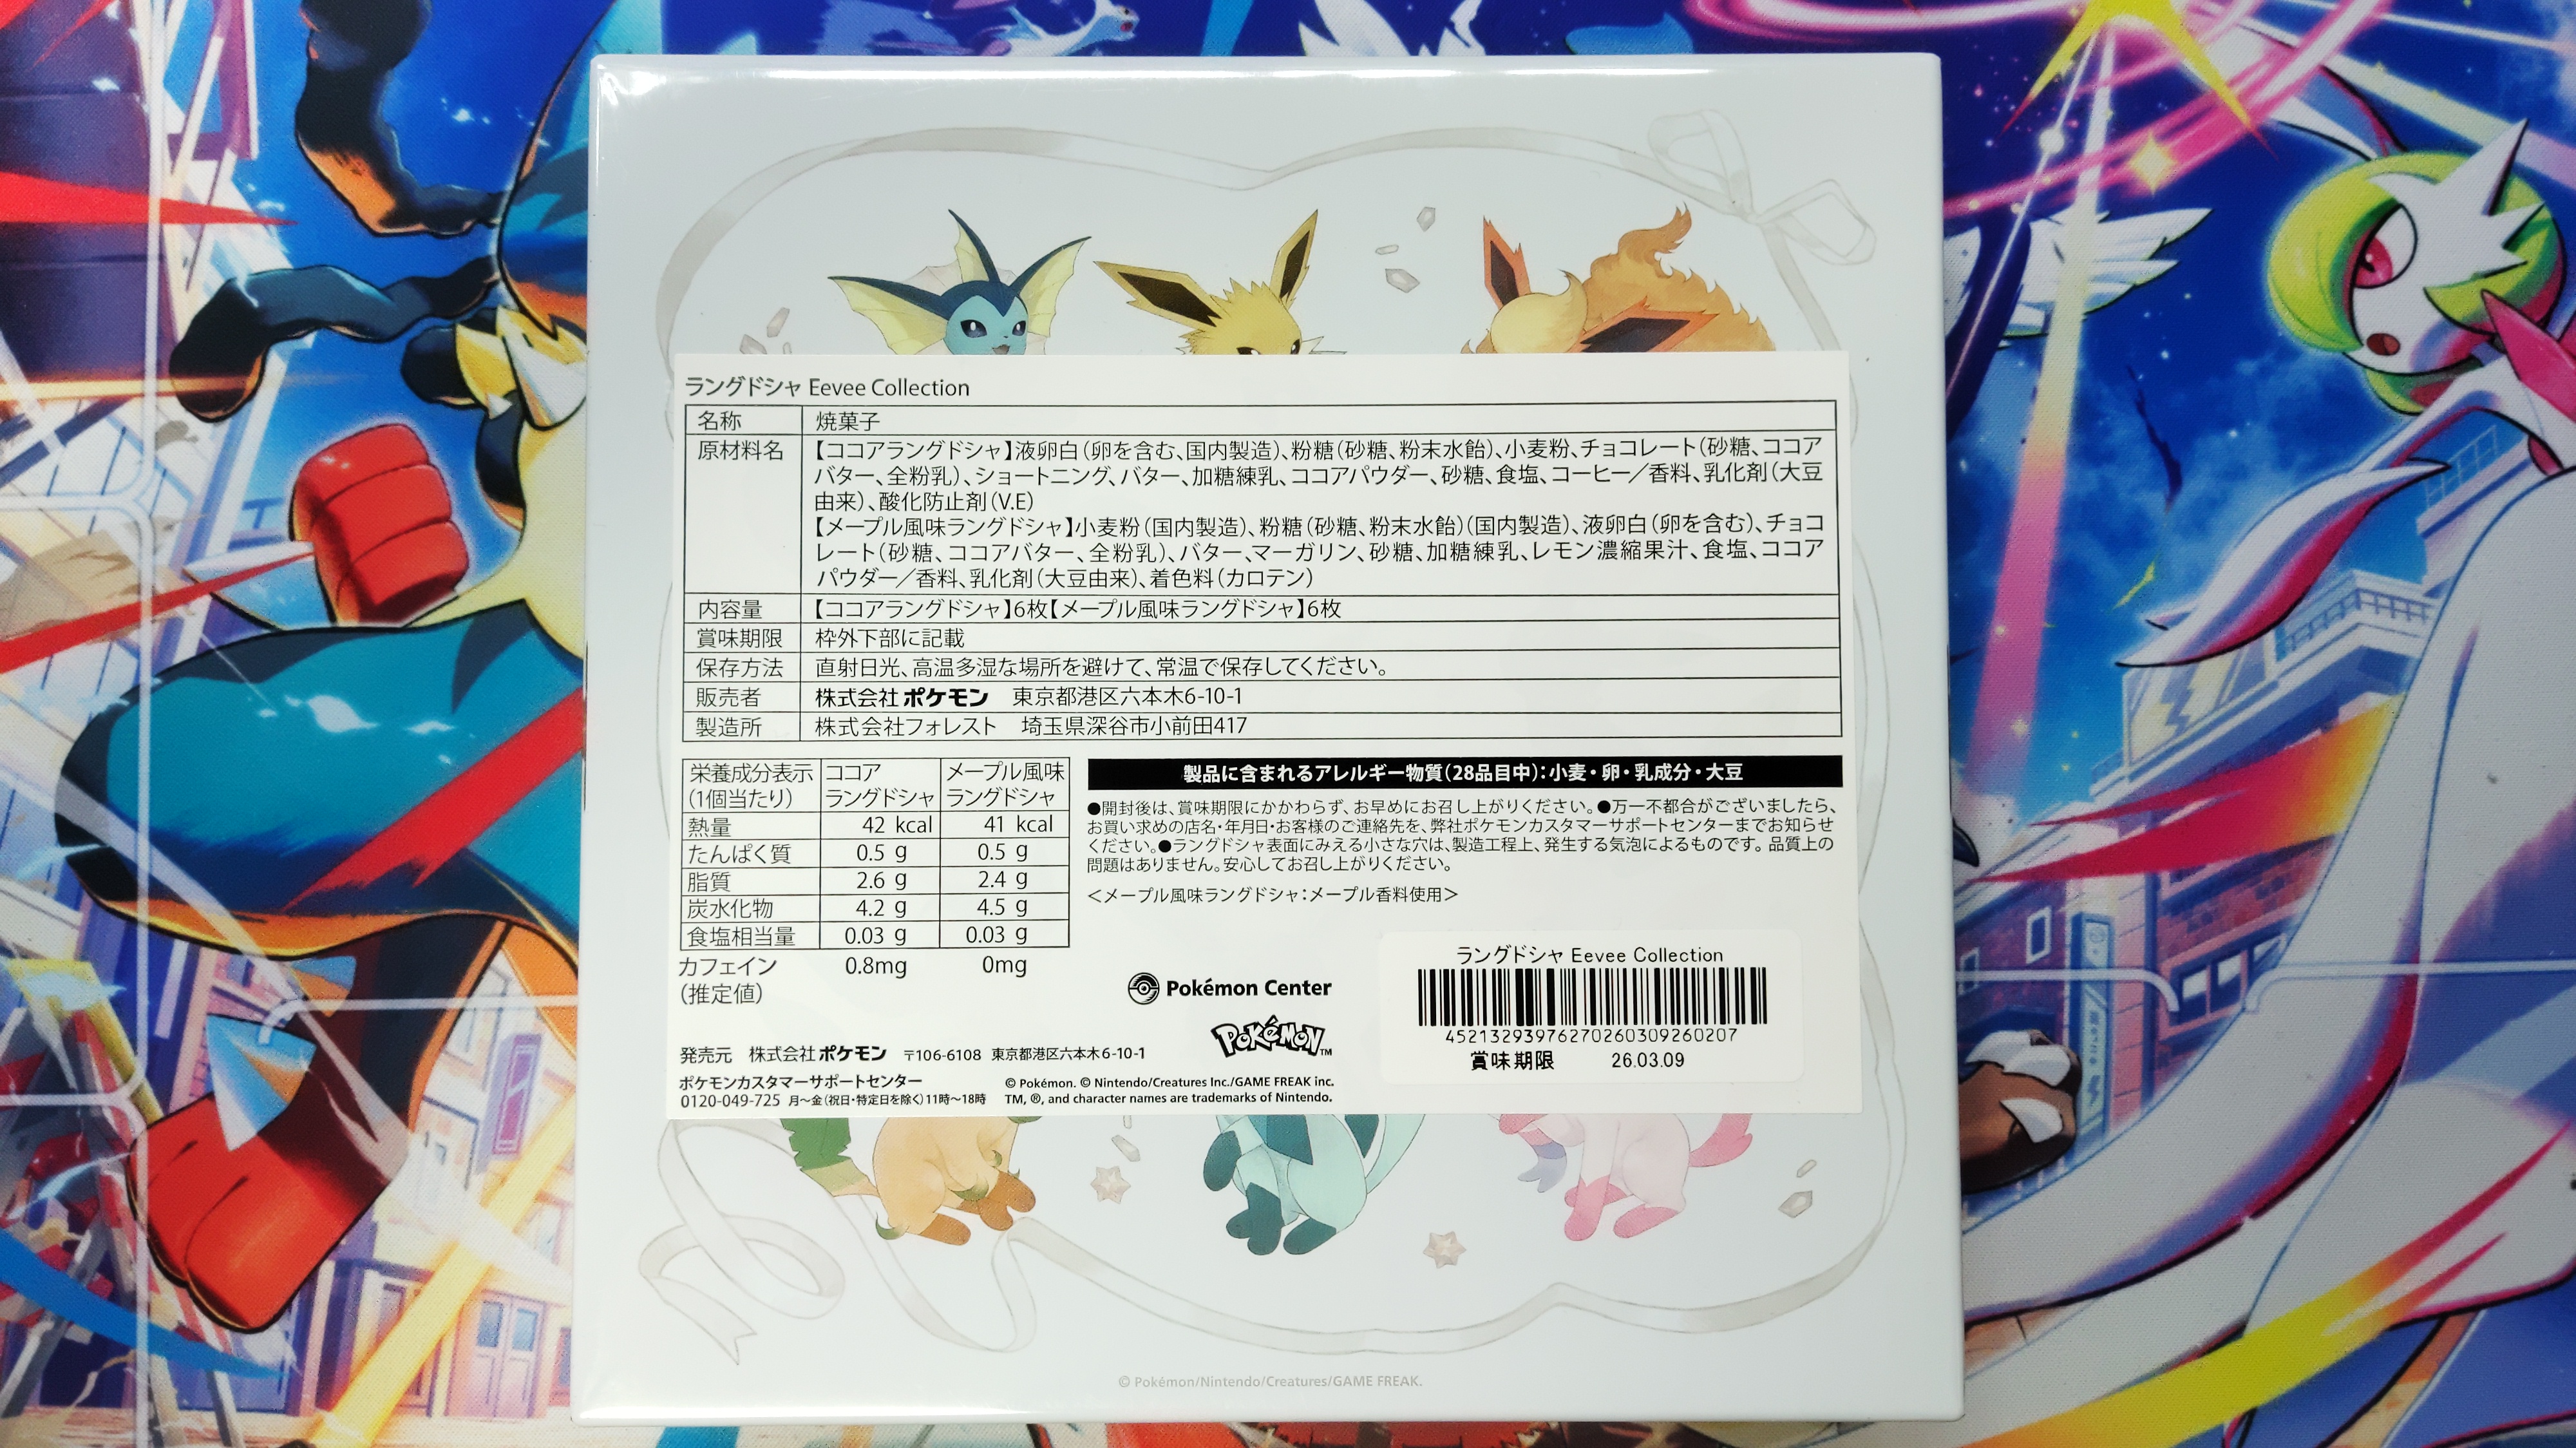 ラングドシャ Eevee Collection
名称 焼菓子
原材料名 【ココアラングドシャ】液卵白(卵を含む、国内製造)、粉糖(砂糖、粉末水飴)、小麦粉、チョコレート(砂糖、ココア
バター、全粉乳)、ショートニング、バター、加糖練乳、ココアパウダー、砂糖、食塩、コーヒー/香料、乳化剤(大豆
由来)、酸化防止剤(V.E)
【メープル風味ラングドシャ】小麦粉(国内製造)、粉糖(砂糖、粉末水飴)(国内製造)、液卵白(卵を含む)、チョコ
レート(砂糖、ココアバター、全粉乳)、バター、マーガリン、砂糖、加糖練乳、レモン濃縮果汁、食塩、ココア
パウダー/香料、乳化剤(大豆由来)、着色料(カロテン)
内容量 【ココアラングドシャ】6枚【メープル風味ラングドシャ】6枚
賞味期限 枠外下部に記載
保存方法 直射日光、高温多湿な場所を避けて、常温で保存してください。
販売者 株式会社ポケモン 東京都港区六本木6-10-1
製造所 株式会社フォレスト 埼玉県深谷市小前田417
栄養成分表示 ココア メープル風味
(1個当たり) ラングドシャ ラングドシャ
熱量 42 kcal 41 kcal
たんぱく質 0.5 g 0.5 g
脂質 2.6 g 2.4 g
炭水化物 4.2 g 4.5 g
食塩相当量 0.03 g 0.03 g
カフェイン 0.8mg 0mg
(推定値)
製品に含まれるアレルギー物質(28品目中):小麦・卵・乳成分・大豆
●開封後は、賞味期限にかかわらず、お早めにお召し上がりください。●万一不都合がございましたら、
お買い求めの店名・年月日・お客様のご連絡先を、弊社ポケモンカスタマーサポートセンターまでお知らせ
ください。●ラングドシャ表面にみえる小さな穴は、製造工程上、発生する気泡によるものです。品質上の
問題はありません。安心してお召し上がりください。
<メープル風味ラングドシャ:メープル香料使用>
Pokémon Center
POKéMON TM
ラングドシャ Eevee Collection
45213293976270260309260207
賞味期限 26.03.09
発売元 株式会社ポケモン 〒106-6108 東京都港区六本木6-10-1
ポケモンカスタマーサポートセンター
0120-049-725 月～金(祝日・特定日を除く)11時～18時
© Pokémon. © Nintendo/Creatures Inc./GAME FREAK inc.
TM, ®, and character names are trademarks of Nintendo.
© Pokémon/Nintendo/Creatures/GAME FREAK.